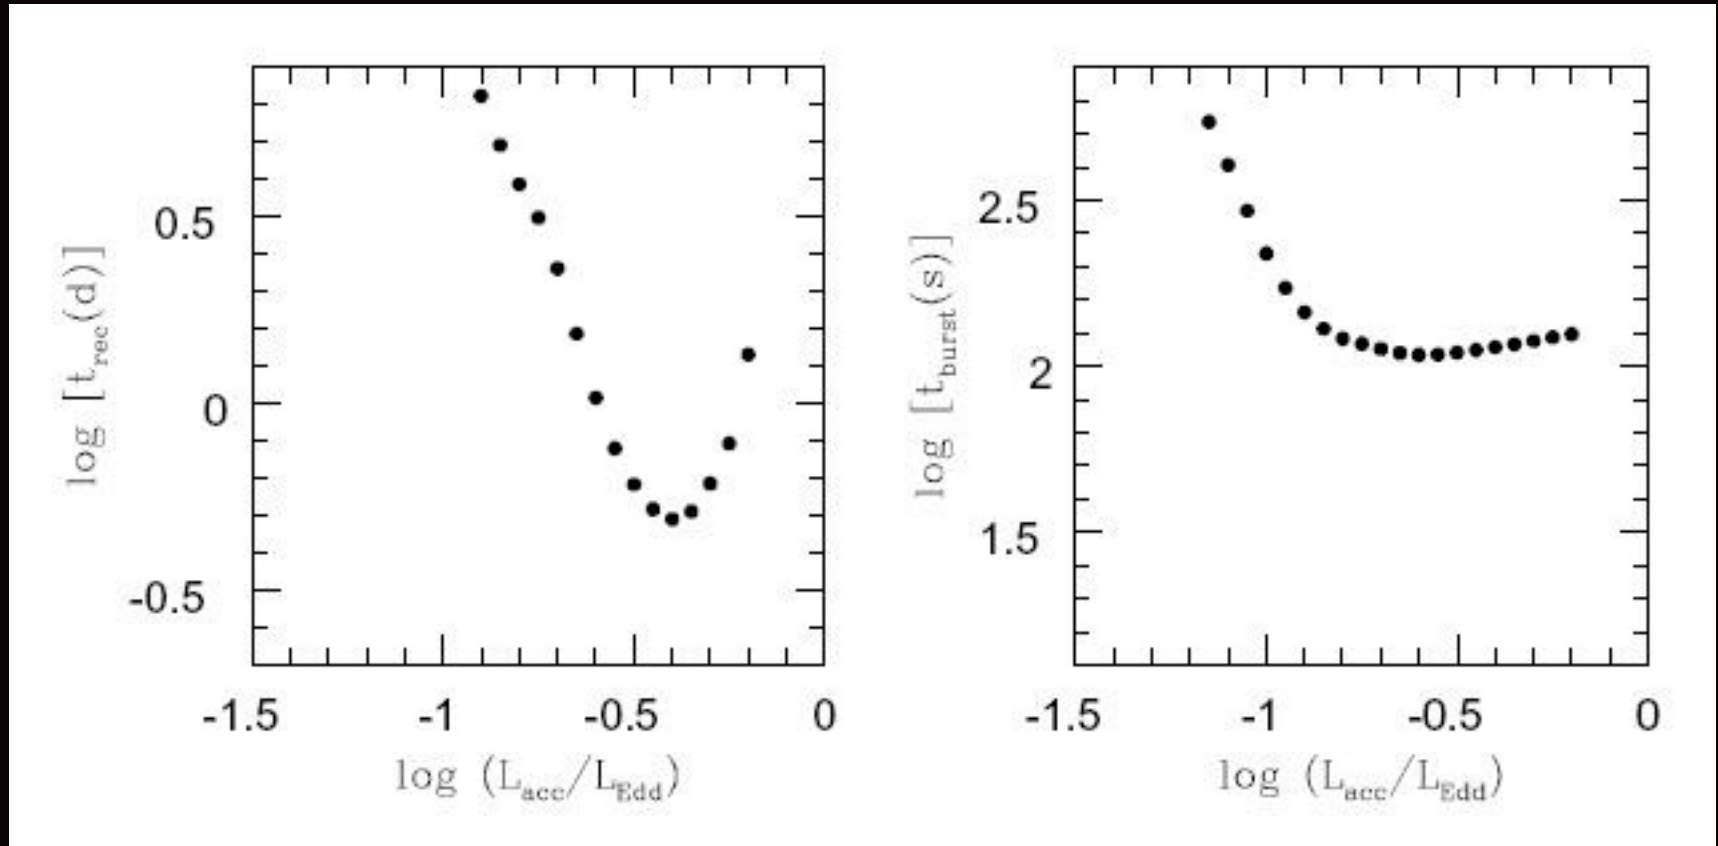 log [t_rec(d)]
0.5
0
-0.5
-1.5 -1 -0.5 0
log (L_acc/L_Edd)
log [t_burst(s)]
2.5
2
1.5
-1.5 -1 -0.5 0
log (L_acc/L_Edd)